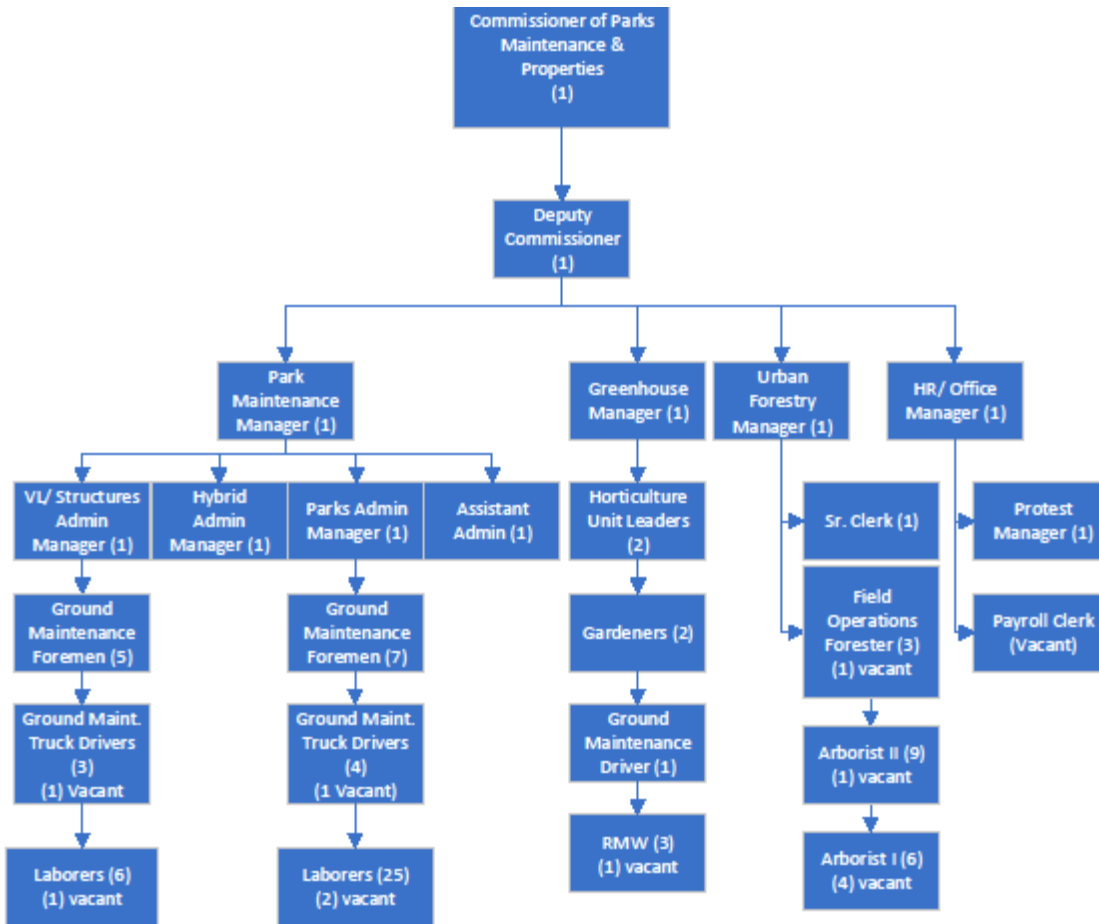 Commissioner of Parks
Maintenance &
Properties
(1)
Deputy
Commissioner
(1)
Park
Maintenance
Manager (1)
Greenhouse
Manager (1)
Urban
Forestry
Manager (1)
HR/ Office
Manager (1)
VL/ Structures
Admin
Manager (1)
Hybrid
Admin
Manager (1)
Parks Admin
Manager (1)
Assistant
Admin (1)
Horticulture
Unit Leaders
(2)
Sr. Clerk (1)
Protest
Manager (1)
Ground
Maintenance
Foremen (5)
Ground
Maintenance
Foremen (7)
Gardeners (2)
Field
Operations
Forester (3)
(1) vacant
Payroll Clerk
(Vacant)
Ground Maint.
Truck Drivers
(3)
(1) Vacant
Ground Maint.
Truck Drivers
(4)
(1 Vacant)
Ground
Maintenance
Driver (1)
Arborist II (9)
(1) vacant
Laborers (6)
(1) vacant
Laborers (25)
(2) vacant
RMW (3)
(1) vacant
Arborist I (6)
(4) vacant